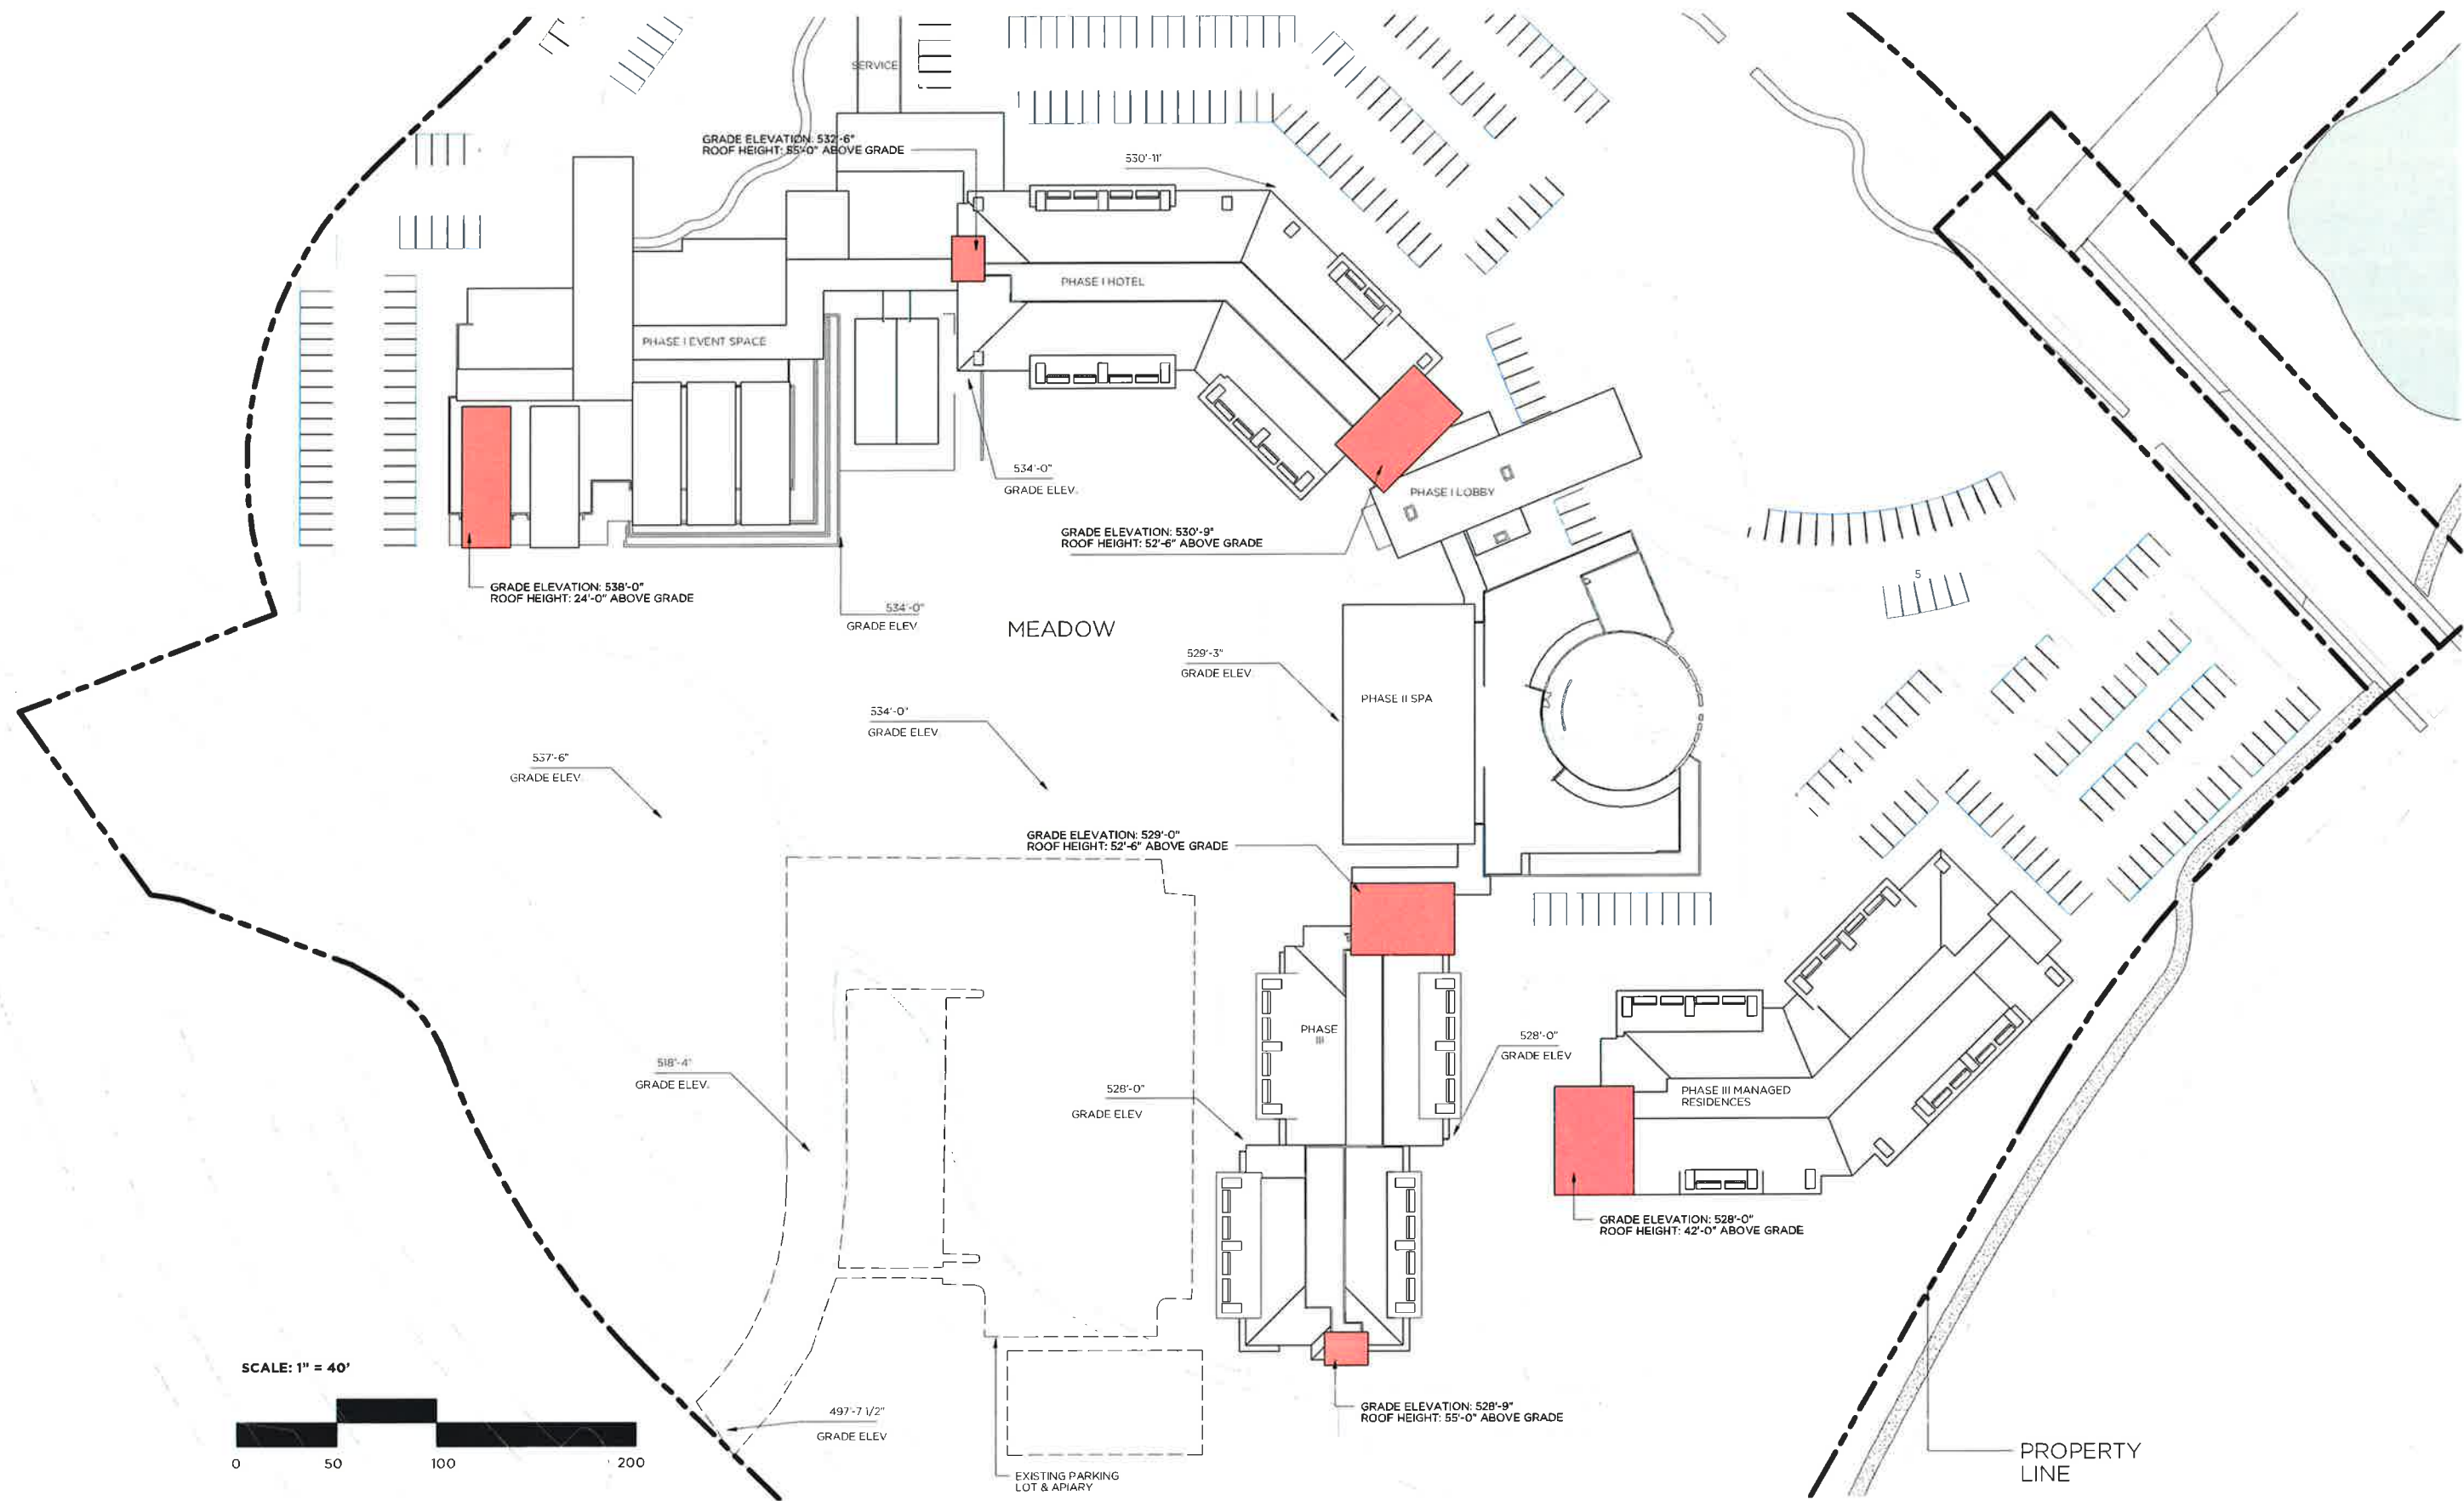 SERVICE
GRADE ELEVATION: 532'-6"
ROOF HEIGHT: 55'-0" ABOVE GRADE
530'-11'
PHASE I HOTEL
PHASE I EVENT SPACE
534'-0"
GRADE ELEV.
PHASE I LOBBY
GRADE ELEVATION: 530'-9"
ROOF HEIGHT: 52'-6" ABOVE GRADE
5
GRADE ELEVATION: 538'-0"
ROOF HEIGHT: 24'-0" ABOVE GRADE
534'-0"
GRADE ELEV.
MEADOW
529'-3"
GRADE ELEV
PHASE II SPA
534'-0"
GRADE ELEV
537'-6"
GRADE ELEV
GRADE ELEVATION: 529'-0"
ROOF HEIGHT: 52'-6" ABOVE GRADE
PHASE
III
528'-0"
GRADE ELEV
518'-4"
GRADE ELEV.
528'-0"
GRADE ELEV
PHASE III MANAGED
RESIDENCES
GRADE ELEVATION: 528'-0"
ROOF HEIGHT: 42'-0" ABOVE GRADE
SCALE: 1" = 40'
0 50 100 200
497'-7 1/2"
GRADE ELEV
GRADE ELEVATION: 528'-9"
ROOF HEIGHT: 55'-0" ABOVE GRADE
EXISTING PARKING
LOT & APIARY
PROPERTY
LINE